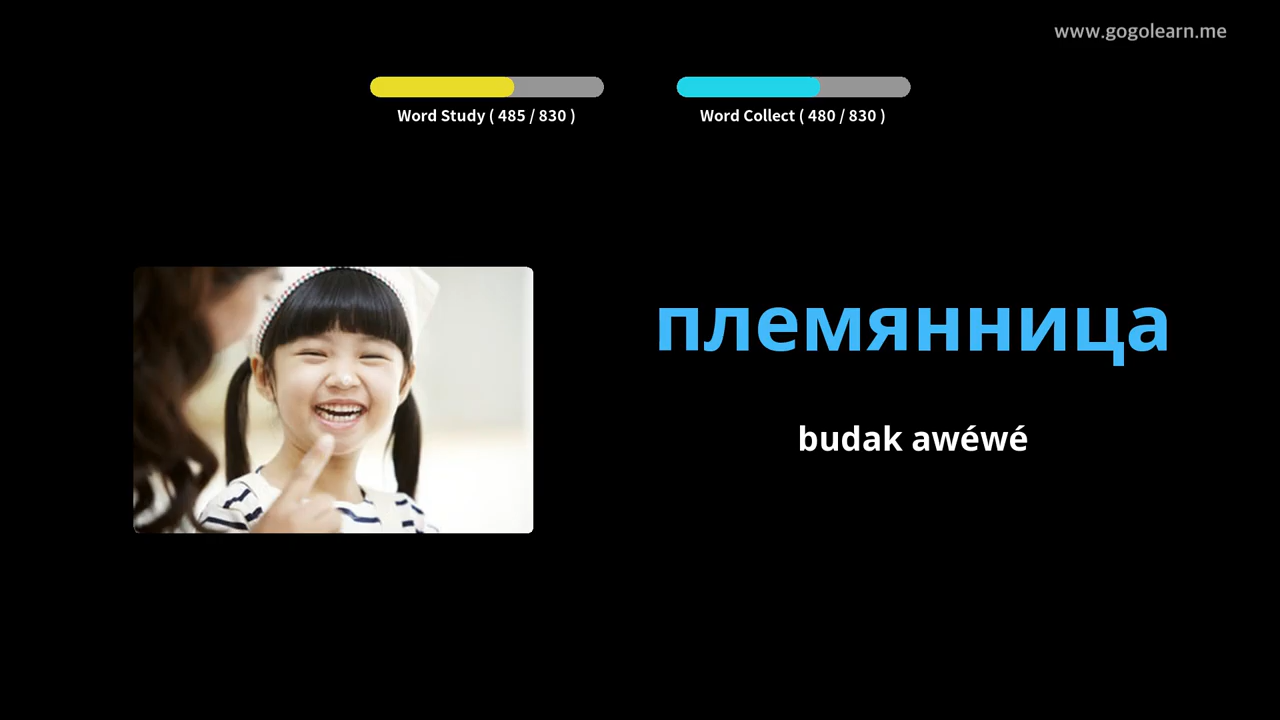 www.gogolearn.me
Word Study ( 485 / 830 )
Word Collect ( 480 / 830 )
племянница
budak awéwé